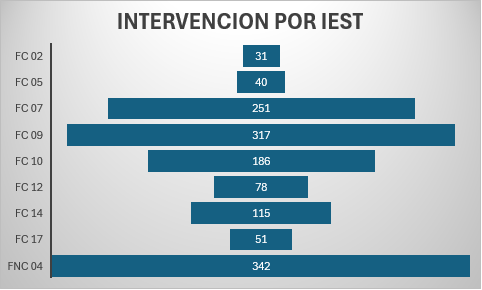 INTERVENCION POR IEST
FC 02 31
FC 05 40
FC 07 251
FC 09 317
FC 10 186
FC 12 78
FC 14 115
FC 17 51
FNC 04 342